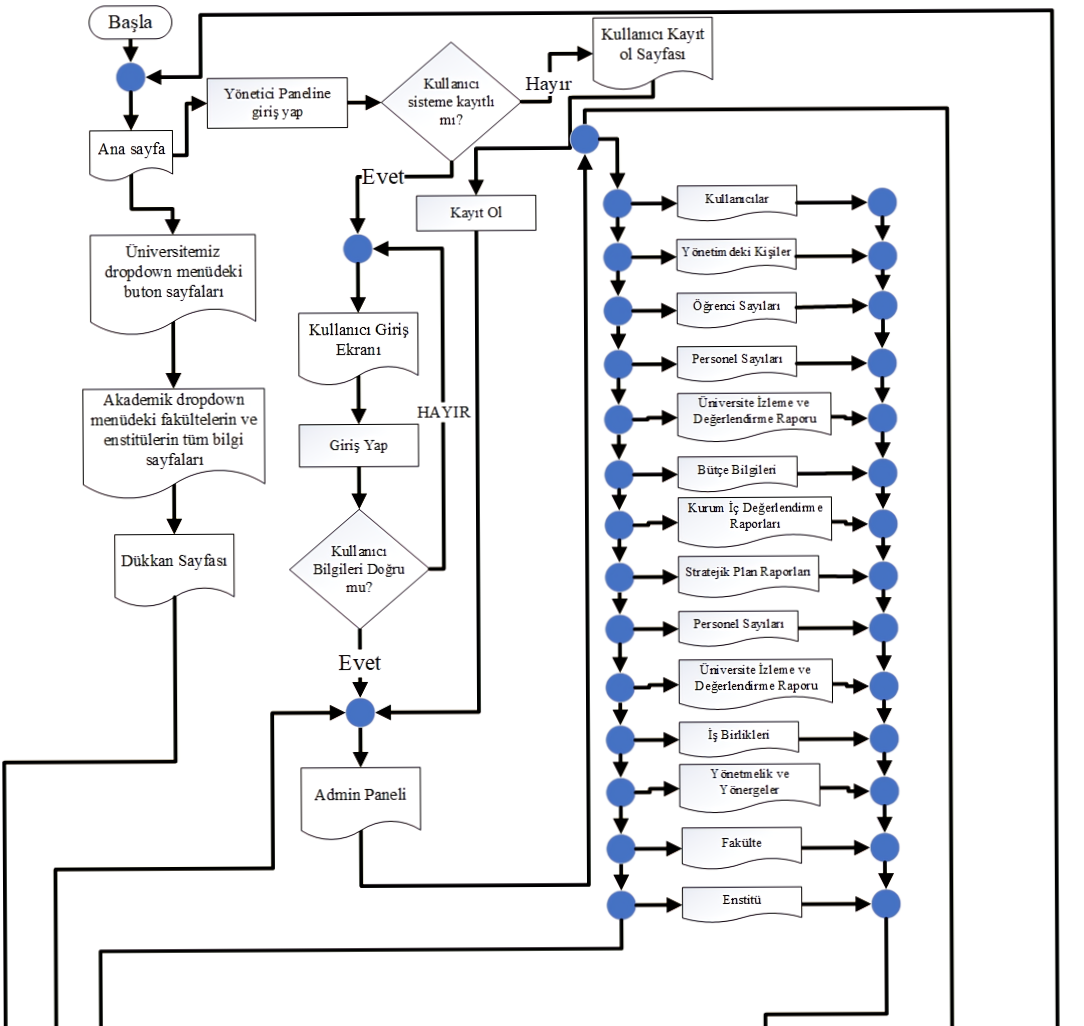 Başla
Kullanıcı Kayıt
ol Sayfası
Yönetici Paneline
giriş yap
Kullanıcı
sisteme kayıtlı
mı?
Hayır
Ana sayfa
Evet
Kayıt Ol
Üniversitemiz
dropdown menüdeki
buton sayfaları
Kullanıcı Giriş
Ekranı
Akademik dropdown
menüdeki fakültelerin ve
enstitülerin tüm bilgi
sayfaları
HAYIR
Giriş Yap
Dükkan Sayfası
Kullanıcı
Bilgileri Doğru
mu?
Evet
Admin Paneli
Kullanıcılar
Yönetimdeki Kişiler
Öğrenci Sayıları
Personel Sayıları
Üniversite İzleme ve
Değerlendirme Raporu
Bütçe Bilgileri
Kurum İç Değerlendirme
Raporları
Stratejik Plan Raporları
Personel Sayıları
Üniversite İzleme ve
Değerlendirme Raporu
İş Birlikleri
Yönetmelik ve
Yönergeler
Fakülte
Enstitü